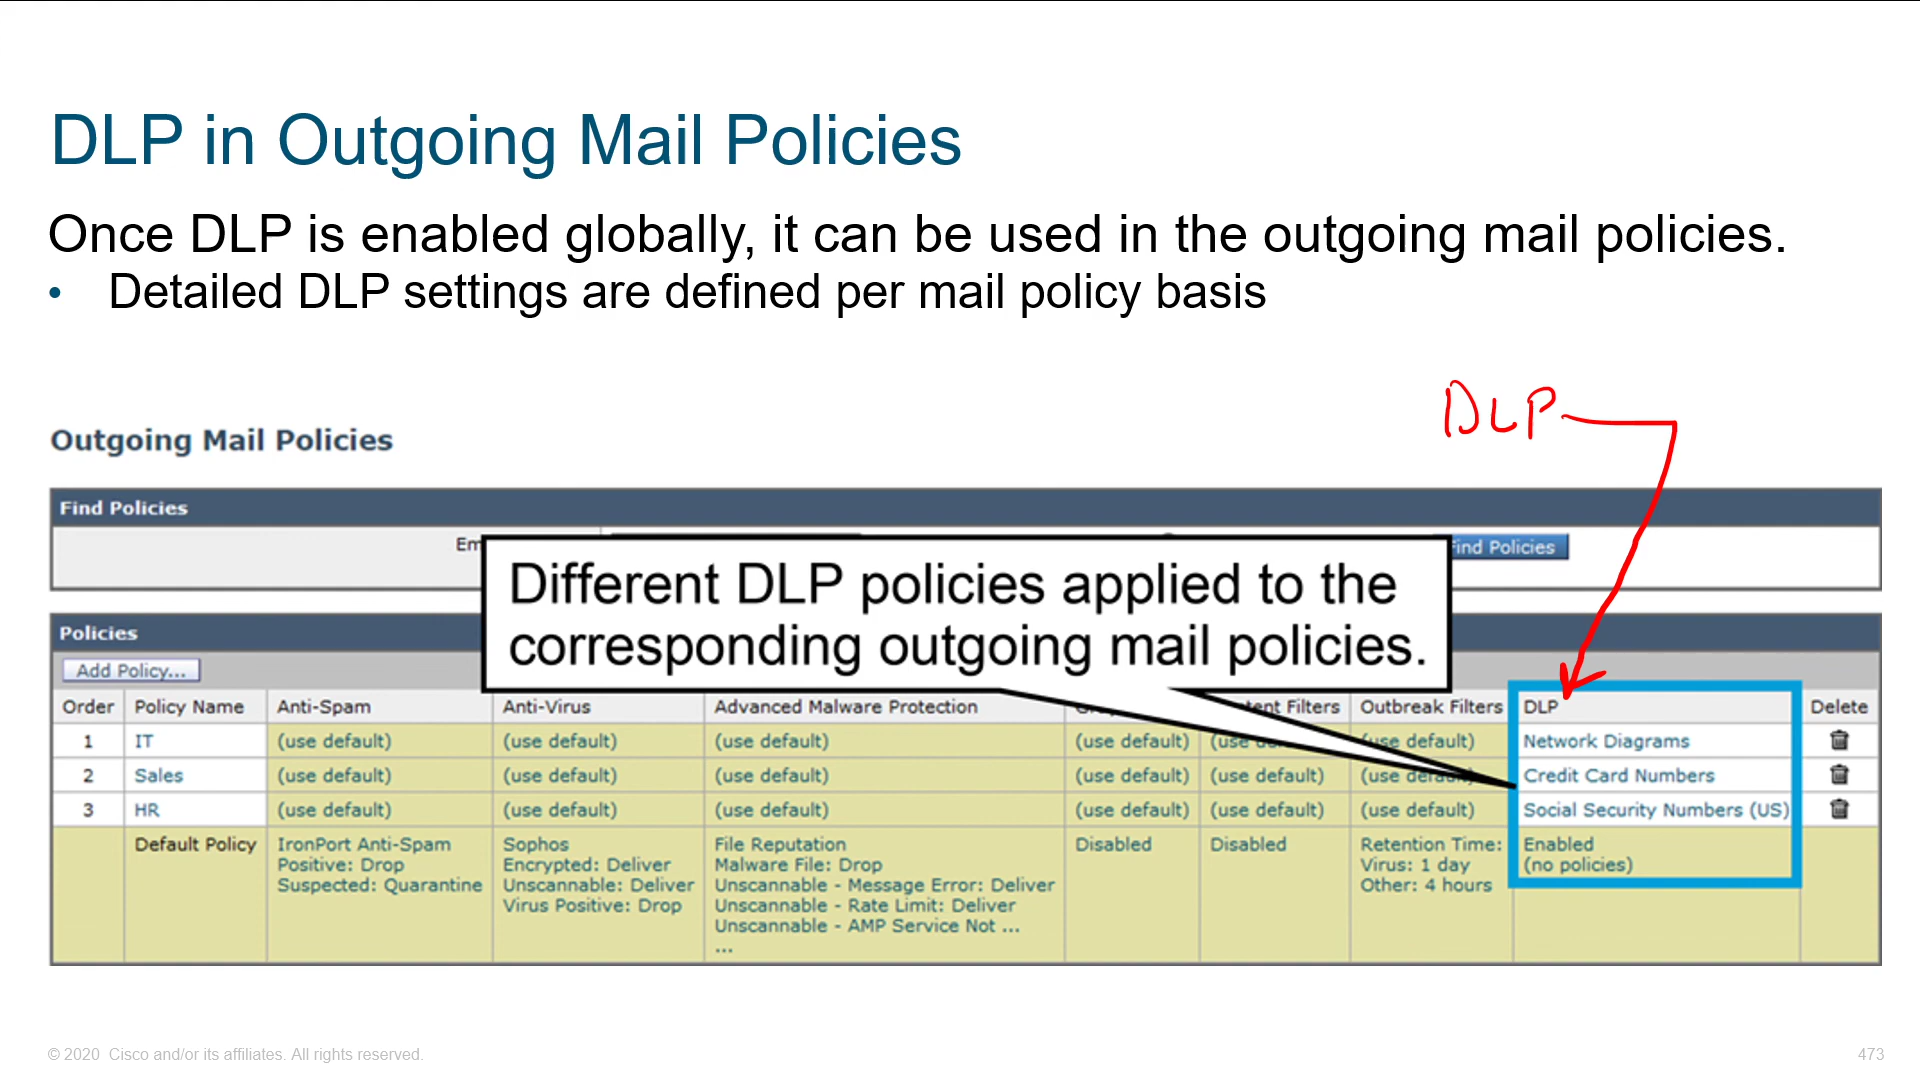 DLP in Outgoing Mail Policies
Once DLP is enabled globally, it can be used in the outgoing mail policies.
• Detailed DLP settings are defined per mail policy basis
DLP
Outgoing Mail Policies
Find Policies
Find Policies
Different DLP policies applied to the
corresponding outgoing mail policies.
Policies
Add Policy...
Order Policy Name Anti-Spam Anti-Virus Advanced Malware Protection Filters Outbreak Filters DLP Delete
1 IT (use default) (use default) (use default) (use default) (use default) Network Diagrams
2 Sales (use default) (use default) (use default) (use default) (use default) (use default) Credit Card Numbers
3 HR (use default) (use default) (use default) (use default) (use default) (use default) Social Security Numbers (US)
Default Policy IronPort Anti-Spam Sophos File Reputation Disabled Disabled Retention Time: Enabled
Positive: Drop Encrypted: Deliver Malware File: Drop Virus: 1 day (no policies)
Suspected: Quarantine Unscannable: Deliver Unscannable - Message Error: Deliver Other: 4 hours
Virus Positive: Drop Unscannable - Rate Limit: Deliver
Unscannable - AMP Service Not ...
...
© 2020 Cisco and/or its affiliates. All rights reserved.
473